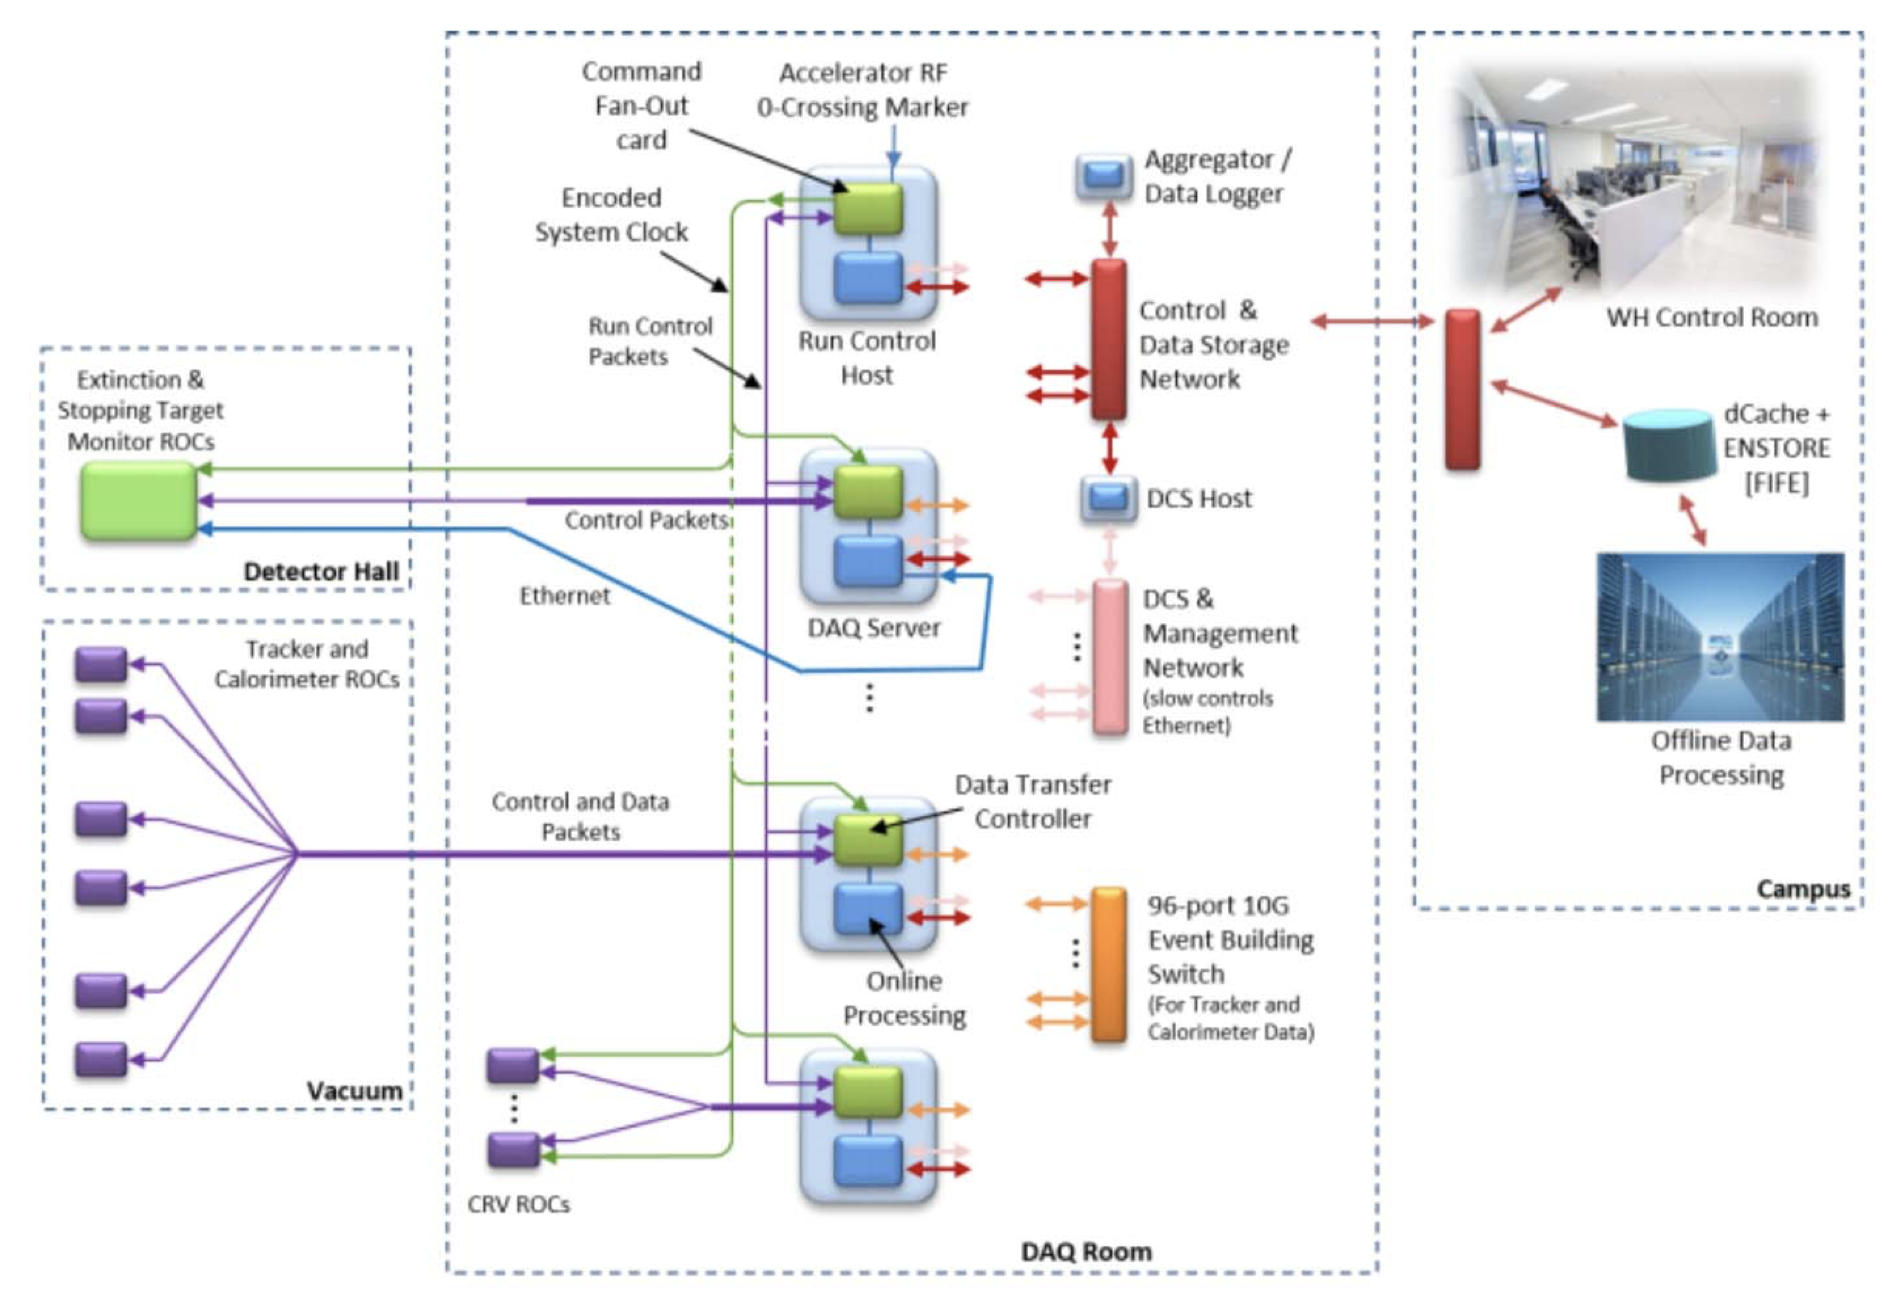 Command
Fan-Out
card
Accelerator RF
0-Crossing Marker
Encoded
System Clock
Run Control
Packets
Run Control
Host
Aggregator /
Data Logger
Control &
Data Storage
Network
DCS Host
DCS &
Management
Network
(slow controls
Ethernet)
WH Control Room
dCache +
ENSTORE
[FIFE]
Offline Data
Processing
Campus
Extinction &
Stopping Target
Monitor ROCs
Detector Hall
Control Packets
Ethernet
DAQ Server
Tracker and
Calorimeter ROCs
Vacuum
Control and Data
Packets
Data Transfer
Controller
Online
Processing
96-port 10G
Event Building
Switch
(For Tracker and
Calorimeter Data)
CRV ROCs
DAQ Room